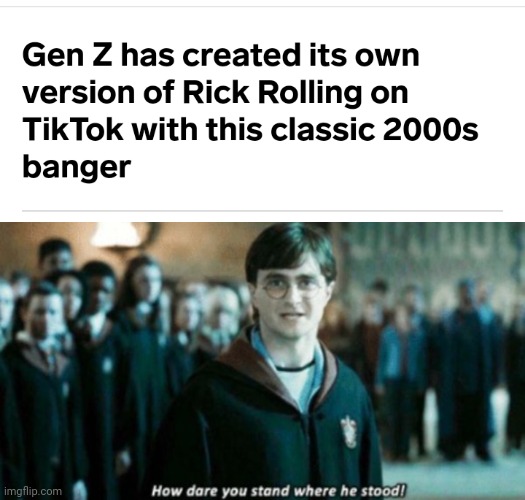 Gen Z has created its own
version of Rick Rolling on
TikTok with this classic 2000s
banger
How dare you stand where he stood!
imgflip.com